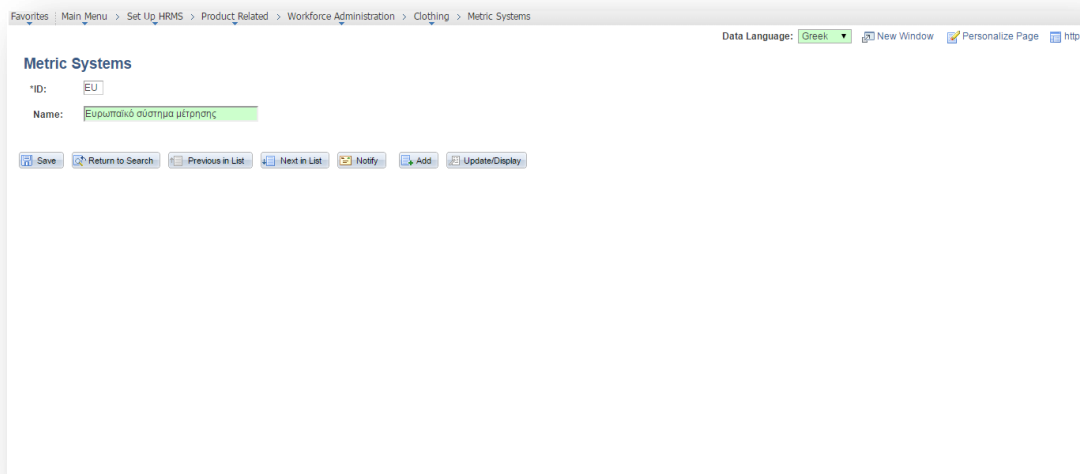 Favorites Main Menu > Set Up HRMS > Product Related > Workforce Administration > Clothing > Metric Systems
Data Language: Greek New Window Personalize Page http
Metric Systems
*ID: EU
Name: Ευρωπαϊκό σύστημα μέτρησης
Save Return to Search Previous in List Next in List Notify Add Update/Display